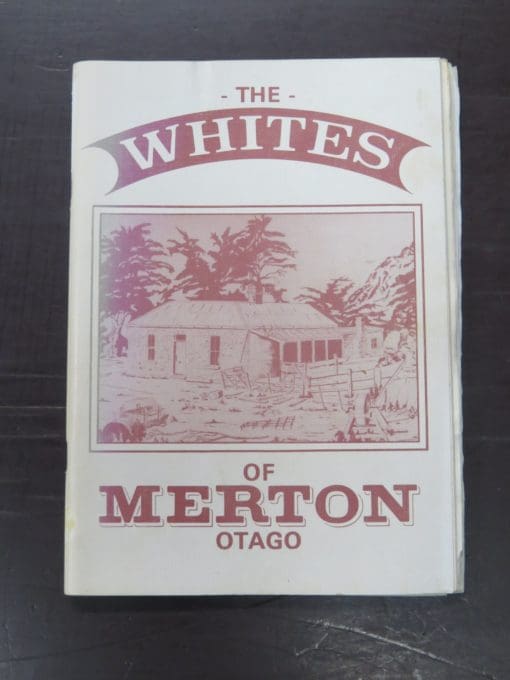 - THE -
WHITES
OF
MERTON
OTAGO